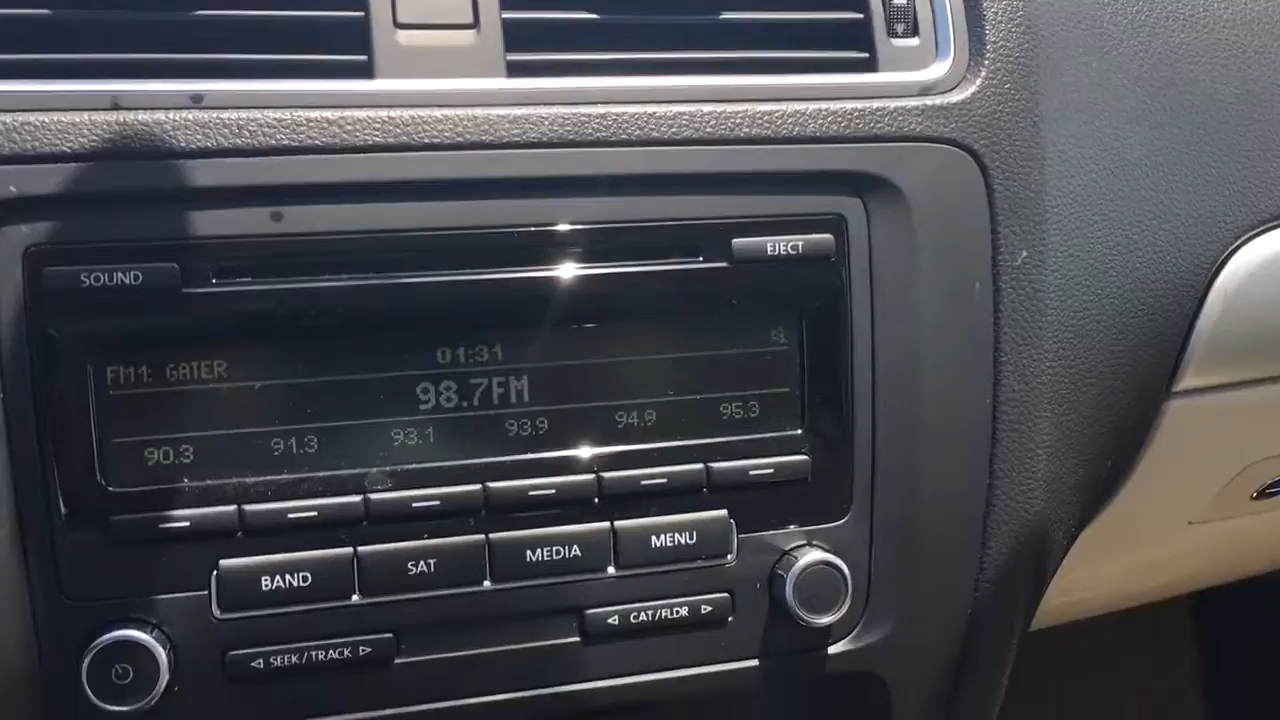 EJECT
SOUND
FM1: GATER
01:31
98.7FM
90.3 91.3 93.1 93.9 94.9 95.3
BAND SAT MEDIA MENU
CAT/FLDR
SEEK/TRACK